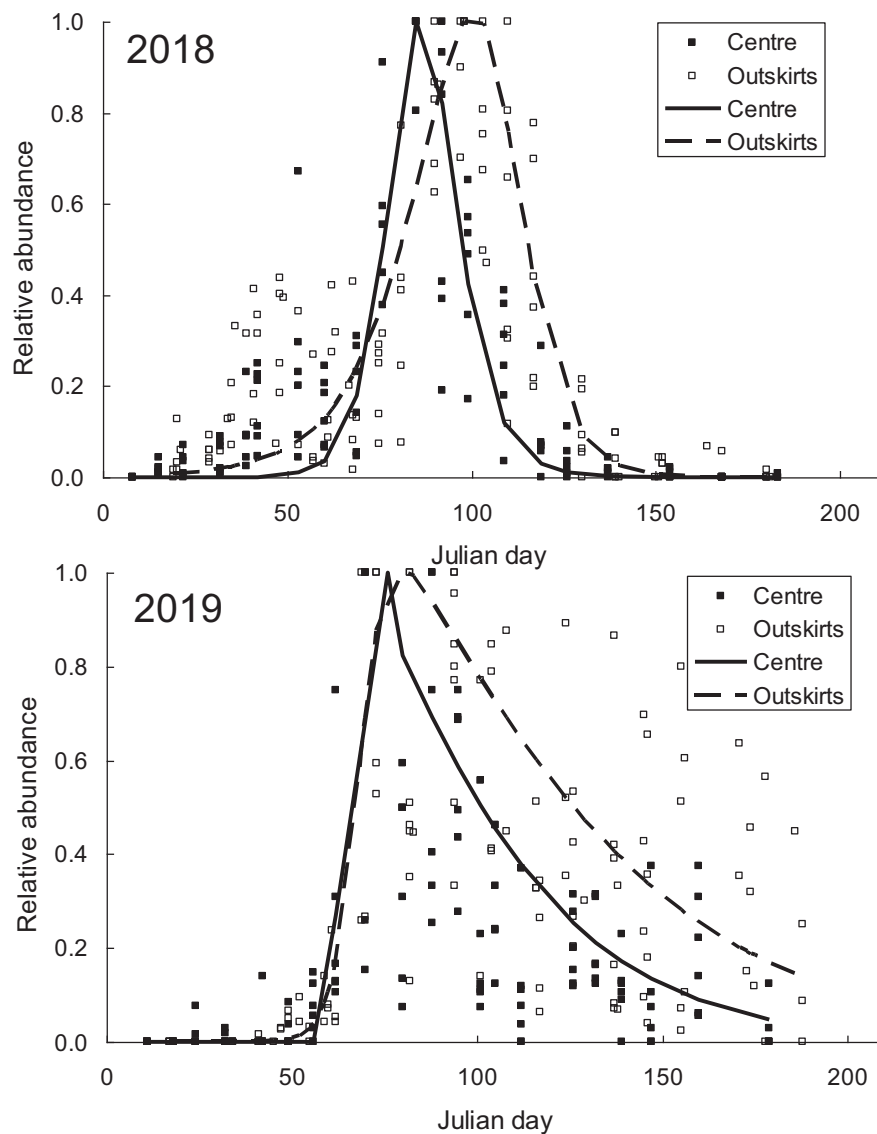 2018
Centre
Outskirts
Centre
Outskirts
Relative abundance
1.0
0.8
0.6
0.4
0.2
0.0
0 50 100 150 200
Julian day
2019
Centre
Outskirts
Centre
Outskirts
Relative abundance
1.0
0.8
0.6
0.4
0.2
0.0
0 50 100 150 200
Julian day